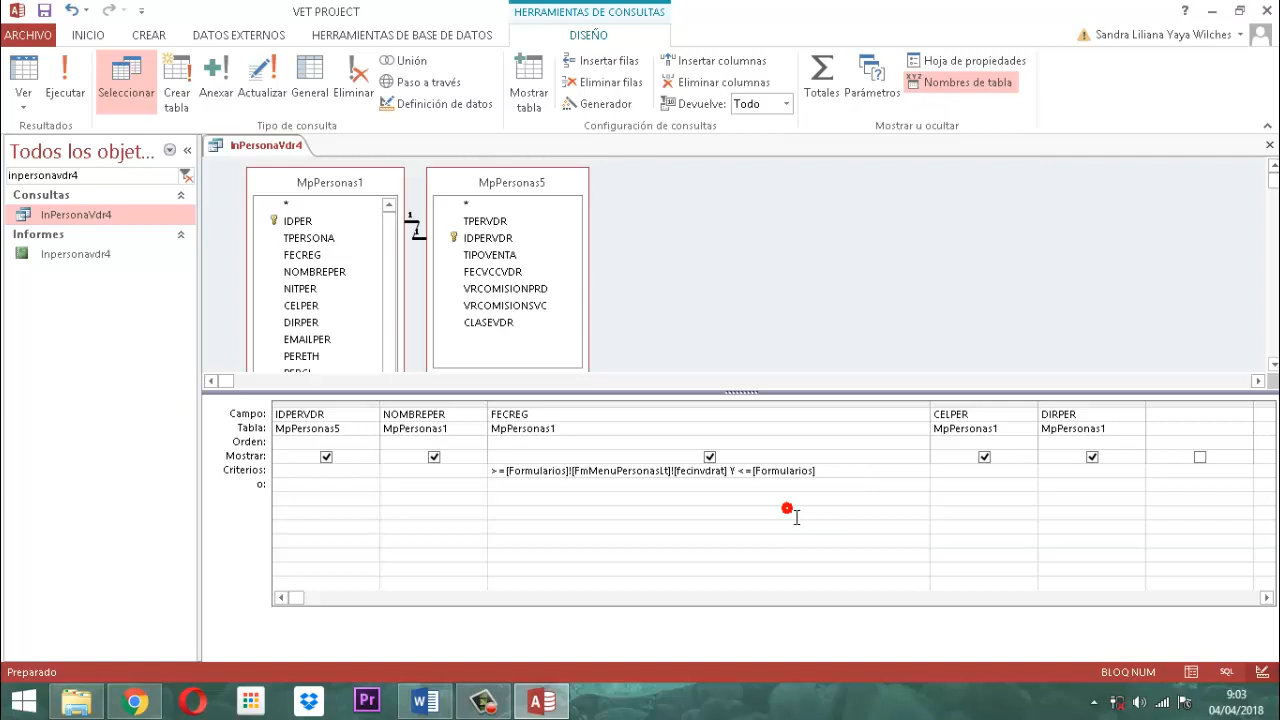 VET PROJECT
HERRAMIENTAS DE CONSULTAS
?
ARCHIVO
INICIO
CREAR
DATOS EXTERNOS
HERRAMIENTAS DE BASE DE DATOS
DISEÑO
Sandra Liliana Yaya Wilches
Ver
Ejecutar
Resultados
Seleccionar
Crear tabla
Anexar
Actualizar
General
Eliminar
Unión
Paso a través
Definición de datos
Tipo de consulta
Mostrar tabla
Insertar filas
Eliminar filas
Generador
Insertar columnas
Eliminar columnas
Devuelve: Todo
Configuración de consultas
Totales
Parámetros
Hoja de propiedades
XYZ Nombres de tabla
Mostrar u ocultar
Todos los objet...
inpersonavdr4
Consultas
InPersonaVdr4
Informes
Inpersonavdr4
InPersonaVdr4
MpPersonas1
*
IDPER
TPERSONA
FECREG
NOMBREPER
NITPER
CELPER
DIRPER
EMAILPER
PERETH
1
1
MpPersonas5
*
TPERVDR
IDPERVDR
TIPOVENTA
FECVCCVDR
VRCOMISIONPRD
VRCOMISIONSVC
CLASEVDR
Campo: IDPERVDR NOMBREPER FECREG CELPER DIRPER
Tabla: MpPersonas5 MpPersonas1 MpPersonas1 MpPersonas1 MpPersonas1
Orden:
Mostrar:
Criterios: >=[Formularios]![FmMenuPersonasLt]![fecinvdrat] Y <=[Formularios]
o:
Preparado
BLOQ NUM
SQL
Pr
9:03
04/04/2018